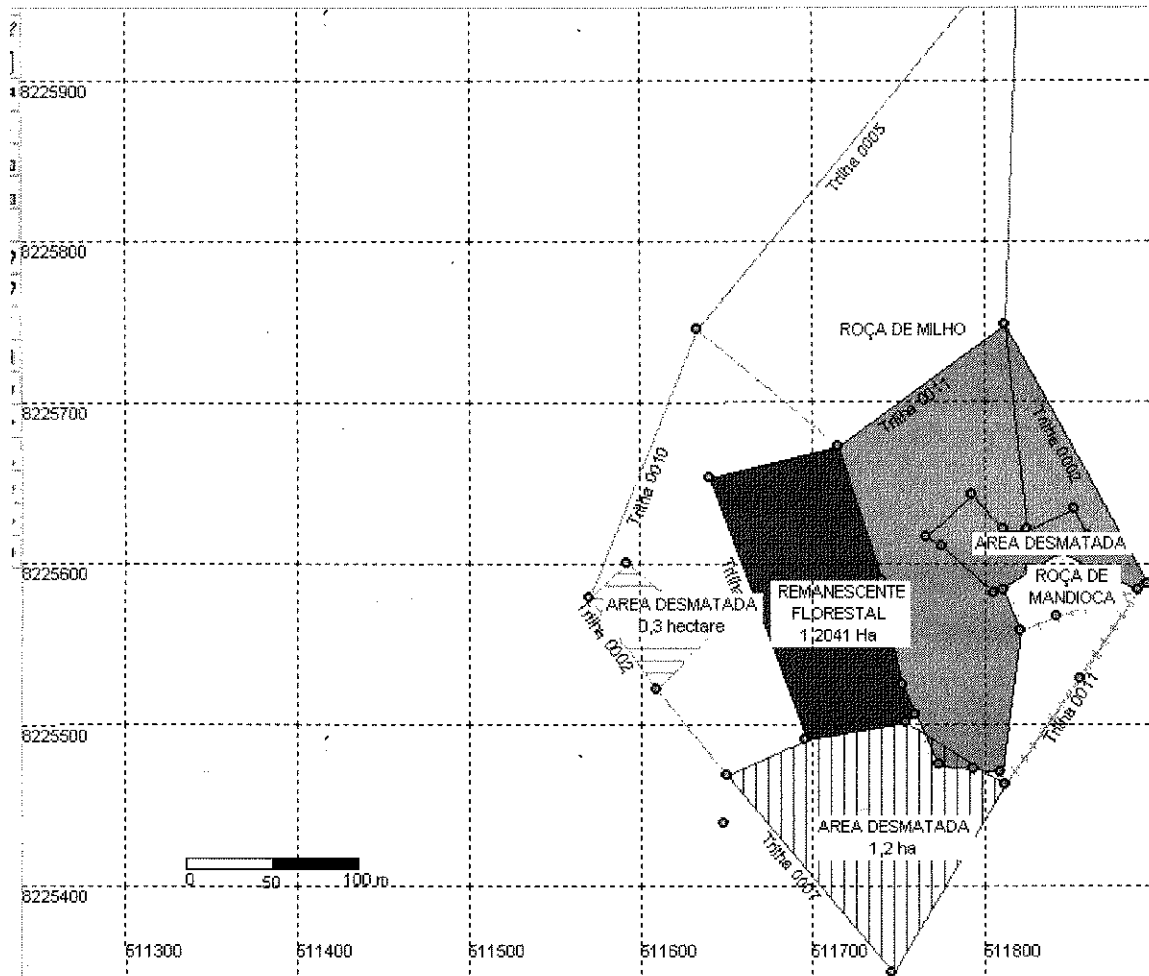 8225900
Trilha 0005
8225800
ROÇA DE MILHO
8225700
Trilha 0011
Trilha 0002
Trilha 0010
AREA DESMATADA
8225600
Trilha
ROÇA DE
MANDIOCA
REMANESCENTE
FLORESTAL
1,2041 Ha
AREA DESMATADA
0,3 hectare
Trilha 0002
8225500
Trilha 0011
AREA DESMATADA
1,2 ha
Trilha 0007
0 50 100 m
8225400
511300 511400 511500 511600 511700 511800